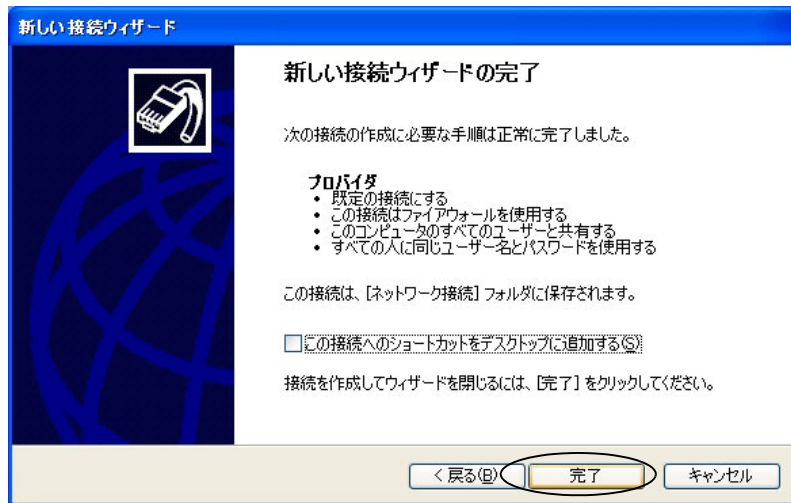 新しい接続ウィザード
新しい接続ウィザードの完了
次の接続の作成に必要な手順は正常に完了しました。
プロバイダ
• 既定の接続にする
• この接続はファイアウォールを使用する
• このコンピュータのすべてのユーザーと共有する
• すべての人に同じユーザー名とパスワードを使用する
この接続は、[ネットワーク接続] フォルダに保存されます。
この接続へのショートカットをデスクトップに追加する(S)
接続を作成してウィザードを閉じるには、[完了] をクリックしてください。
< 戻る(B) 完了 キャンセル